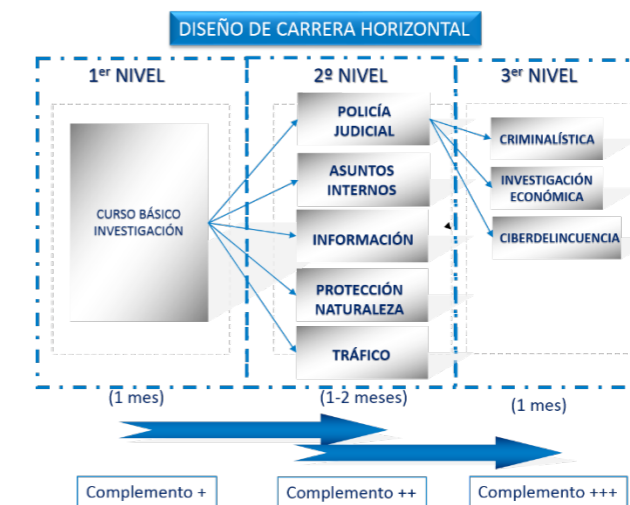 DISEÑO DE CARRERA HORIZONTAL
1er NIVEL
2º NIVEL
3er NIVEL
CURSO BÁSICO
INVESTIGACIÓN
POLICÍA
JUDICIAL
ASUNTOS
INTERNOS
INFORMACIÓN
PROTECCIÓN
NATURALEZA
TRÁFICO
CRIMINALÍSTICA
INVESTIGACIÓN
ECONÓMICA
CIBERDELINCUENCIA
(1 mes)
(1-2 meses)
(1 mes)
Complemento +
Complemento ++
Complemento +++